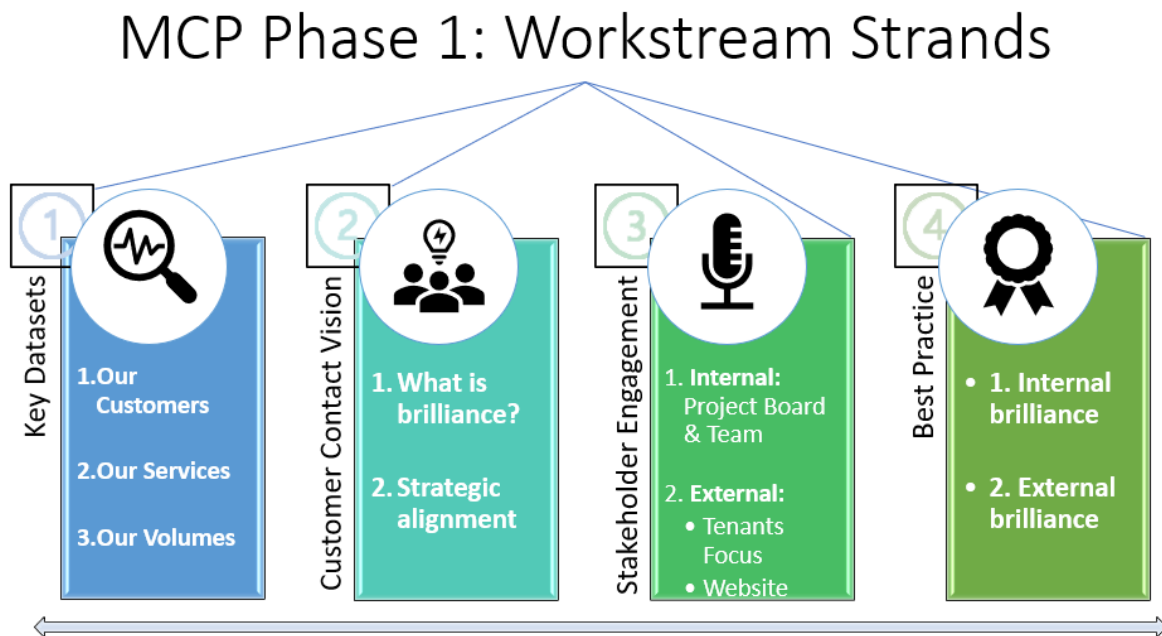 MCP Phase 1: Workstream Strands
1
Key Datasets
1.Our
Customers
2.Our Services
3.Our Volumes
2
Customer Contact Vision
1. What is
brilliance?
2. Strategic
alignment
3
Stakeholder Engagement
1. Internal:
Project Board
& Team
2. External:
• Tenants
Focus
• Website
4
Best Practice
• 1. Internal
brilliance
• 2. External
brilliance